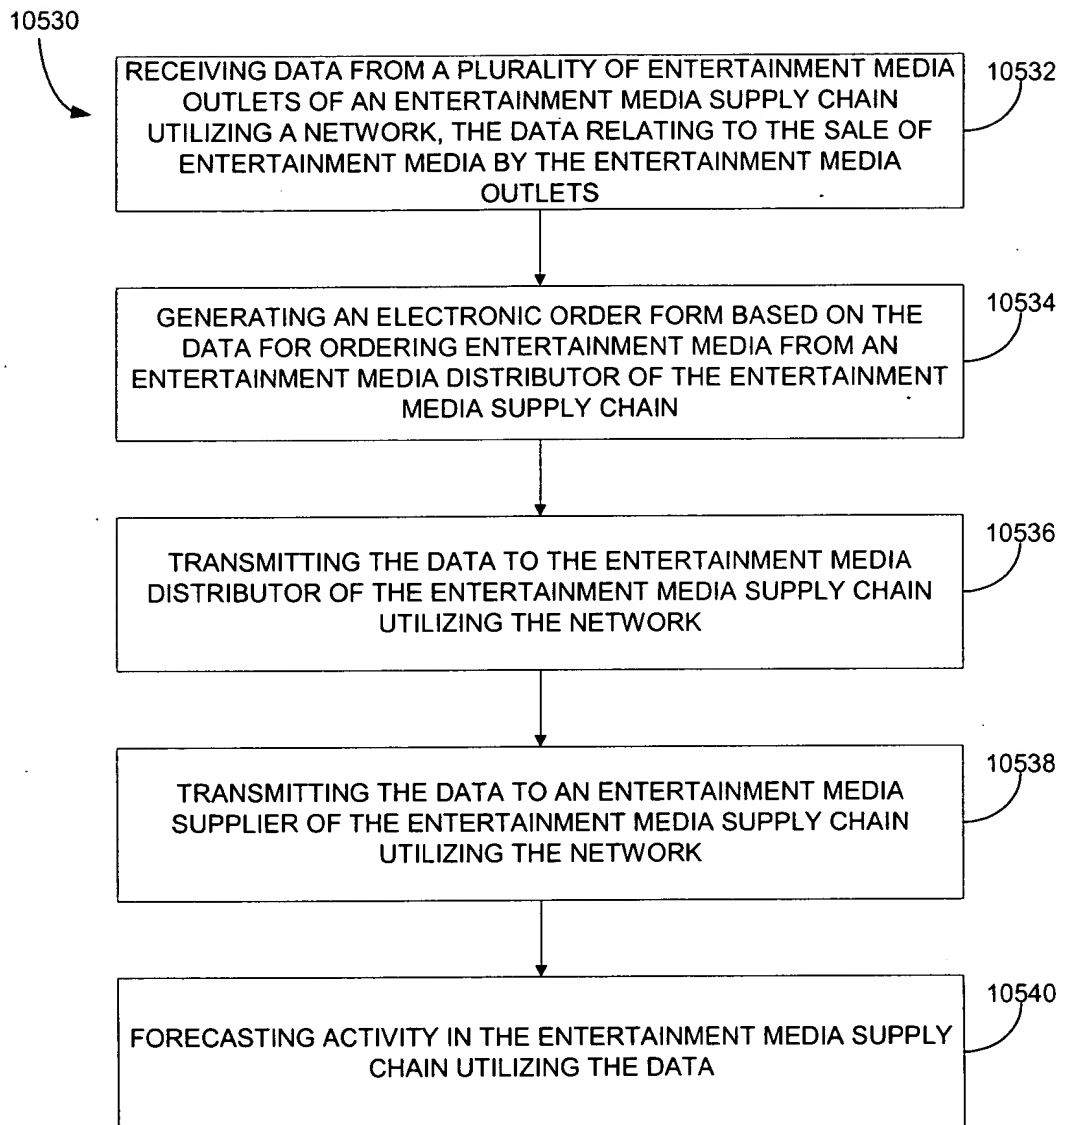 10530
RECEIVING DATA FROM A PLURALITY OF ENTERTAINMENT MEDIA
OUTLETS OF AN ENTERTAINMENT MEDIA SUPPLY CHAIN
UTILIZING A NETWORK, THE DATA RELATING TO THE SALE OF
ENTERTAINMENT MEDIA BY THE ENTERTAINMENT MEDIA
OUTLETS
10532
GENERATING AN ELECTRONIC ORDER FORM BASED ON THE
DATA FOR ORDERING ENTERTAINMENT MEDIA FROM AN
ENTERTAINMENT MEDIA DISTRIBUTOR OF THE ENTERTAINMENT
MEDIA SUPPLY CHAIN
10534
TRANSMITTING THE DATA TO THE ENTERTAINMENT MEDIA
DISTRIBUTOR OF THE ENTERTAINMENT MEDIA SUPPLY CHAIN
UTILIZING THE NETWORK
10536
TRANSMITTING THE DATA TO AN ENTERTAINMENT MEDIA
SUPPLIER OF THE ENTERTAINMENT MEDIA SUPPLY CHAIN
UTILIZING THE NETWORK
10538
FORECASTING ACTIVITY IN THE ENTERTAINMENT MEDIA SUPPLY
CHAIN UTILIZING THE DATA
10540